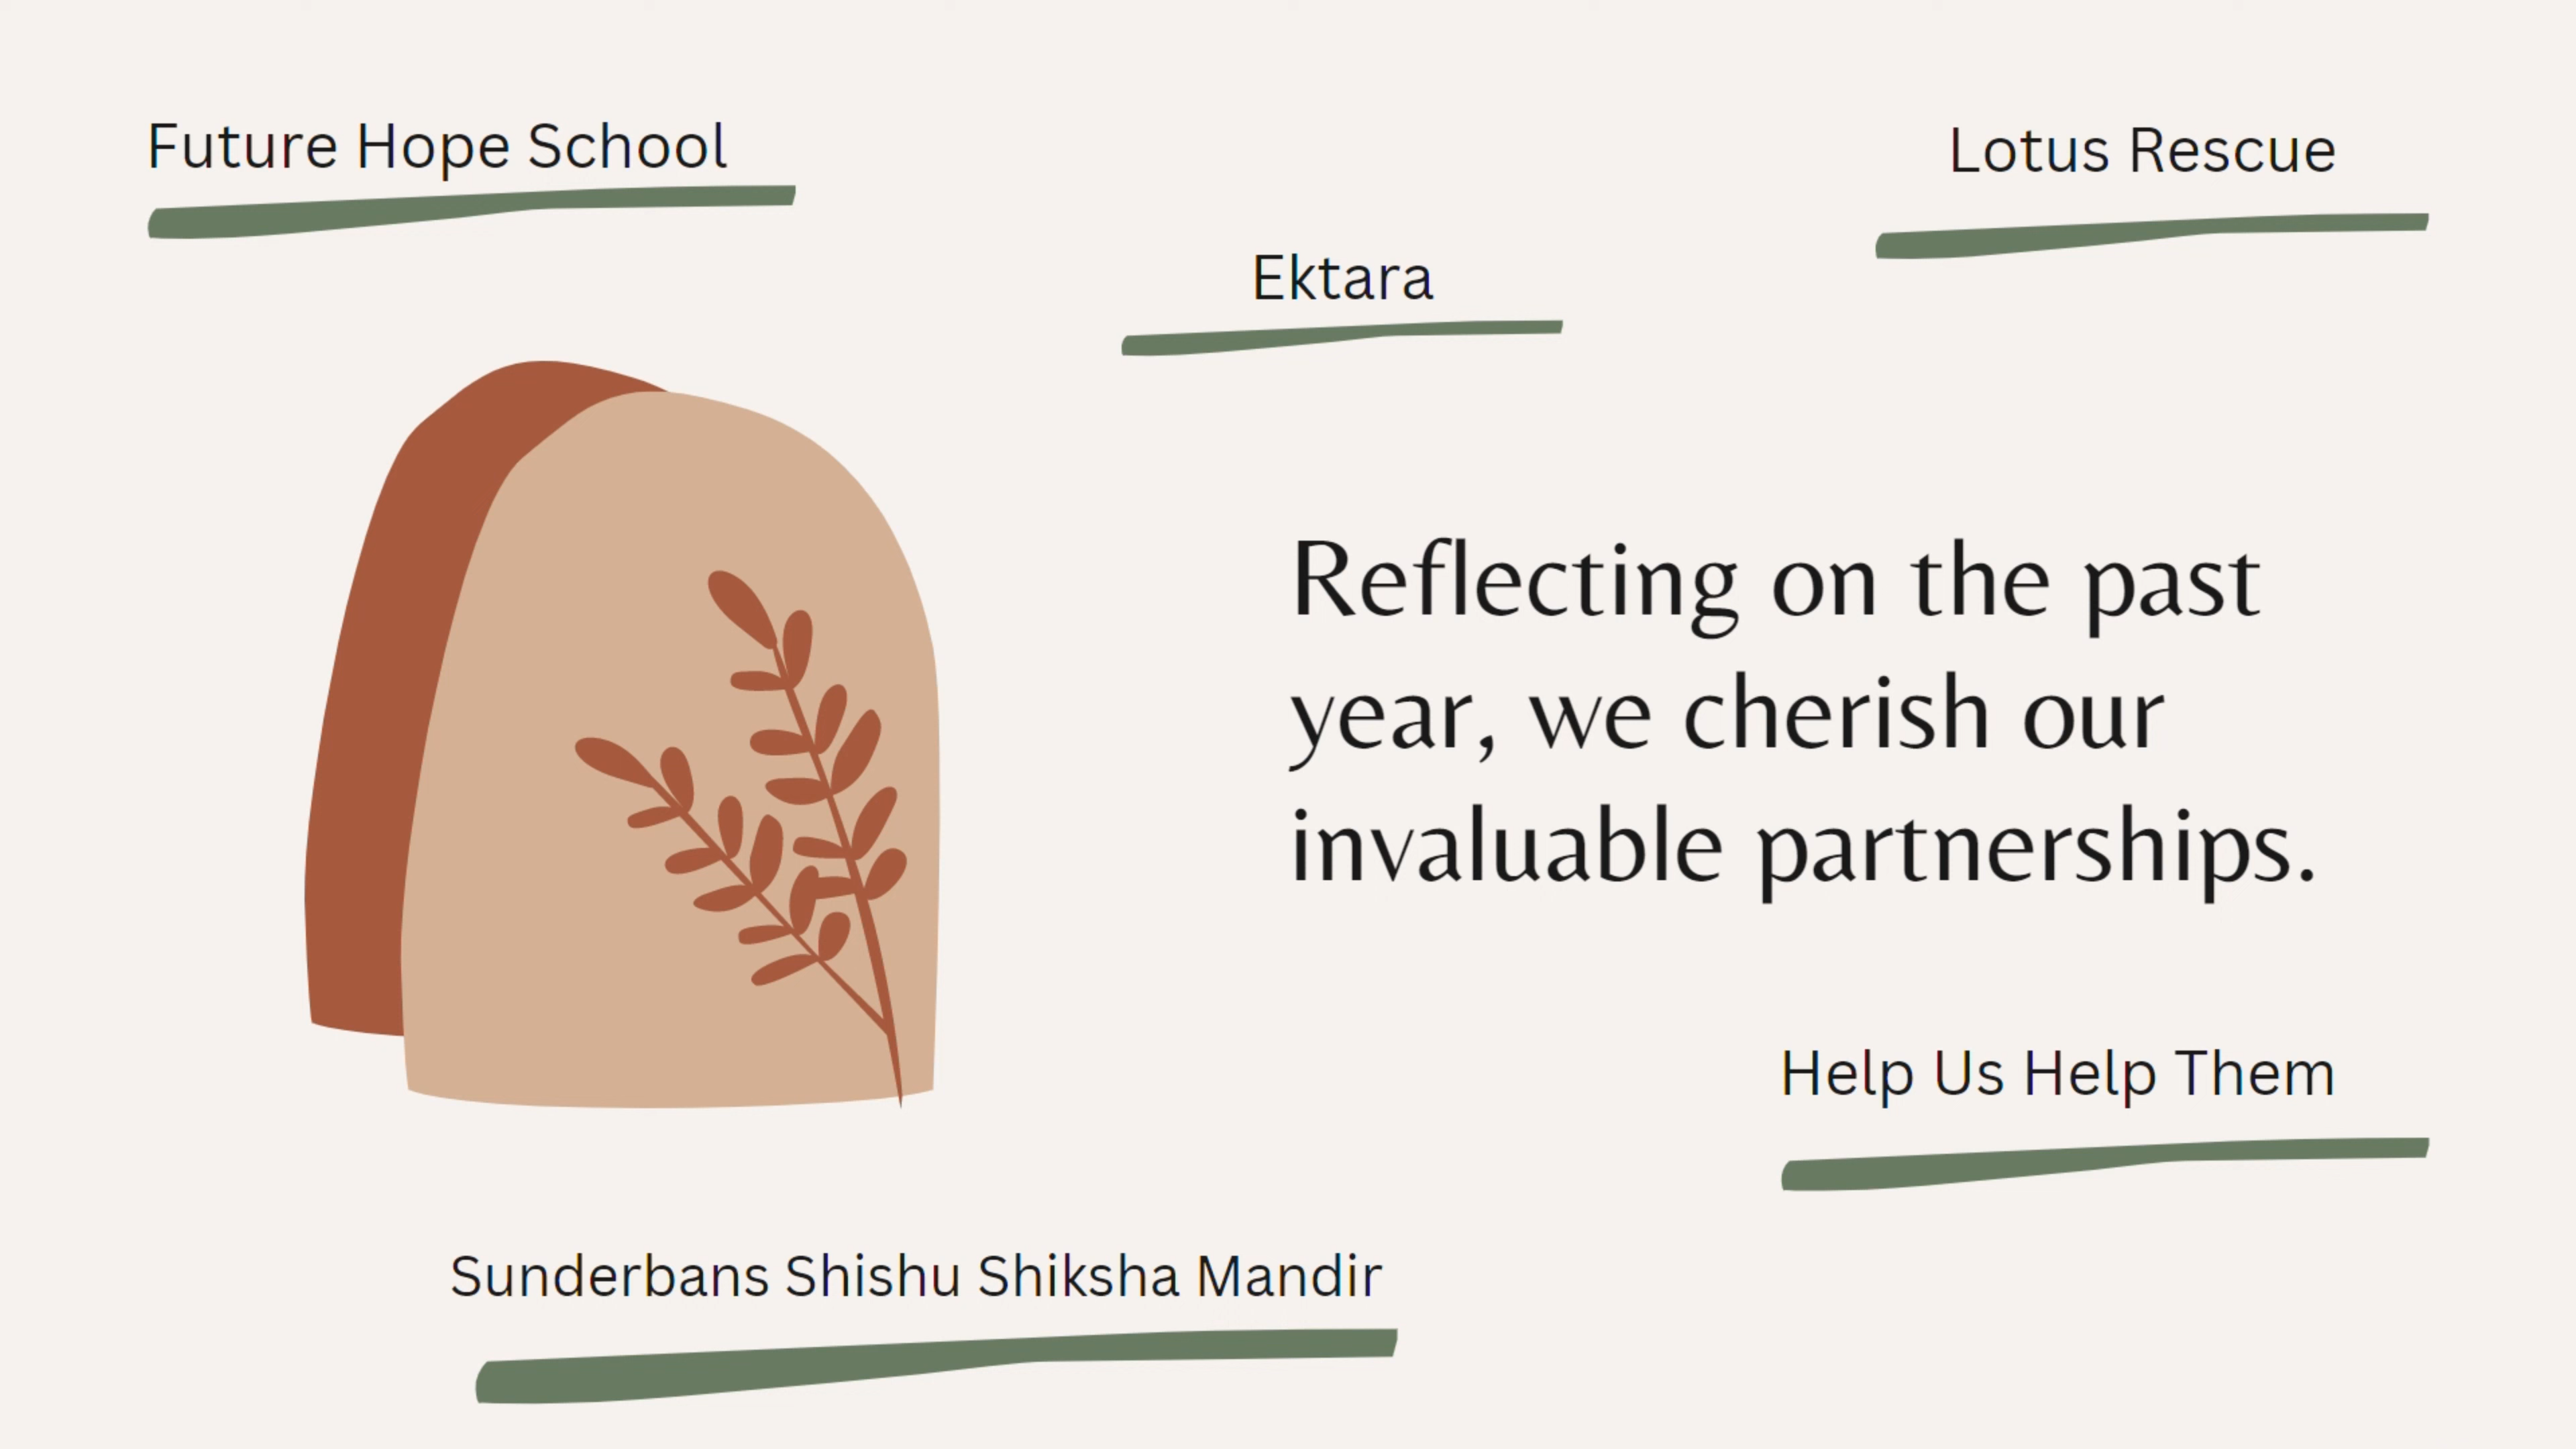 Future Hope School
Lotus Rescue
Ektara
Reflecting on the past
year, we cherish our
invaluable partnerships.
Help Us Help Them
Sunderbans Shishu Shiksha Mandir